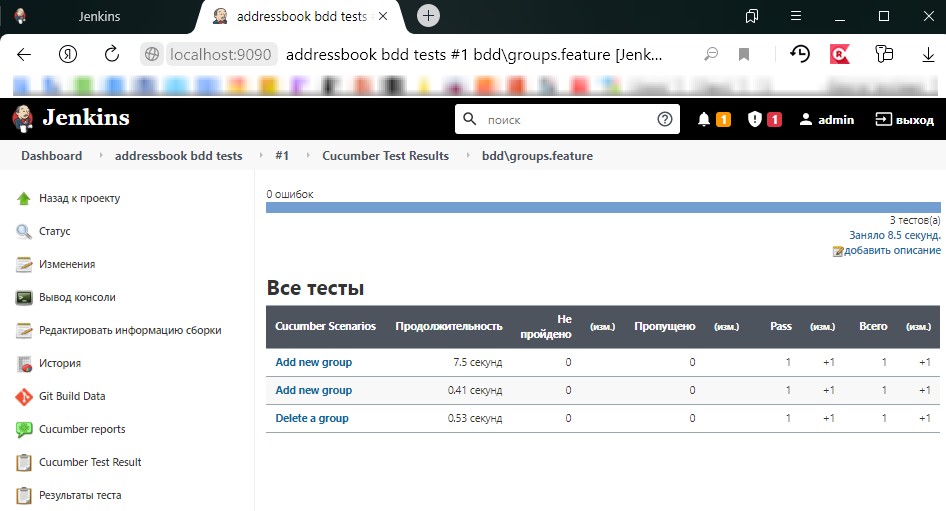 Jenkins
addressbook bdd tests
localhost:9090 addressbook bdd tests #1 bdd\groups.feature [Jenk...
Jenkins
поиск
1
1
admin
выход
Dashboard
addressbook bdd tests
#1
Cucumber Test Results
bdd\groups.feature
Назад к проекту
Статус
Изменения
Вывод консоли
Редактировать информацию сборки
История
Git Build Data
Cucumber reports
Cucumber Test Result
Результаты теста
0 ошибок
3 тестов(а)
Заняло 8.5 секунд.
добавить описание
Все тесты
Cucumber Scenarios Продолжительность Не пройдено (изм.) Пропущено (изм.) Pass (изм.) Всего (изм.)
Add new group 7.5 секунд 0 0 1 +1 1 +1
Add new group 0.41 секунд 0 0 1 +1 1 +1
Delete a group 0.53 секунд 0 0 1 +1 1 +1